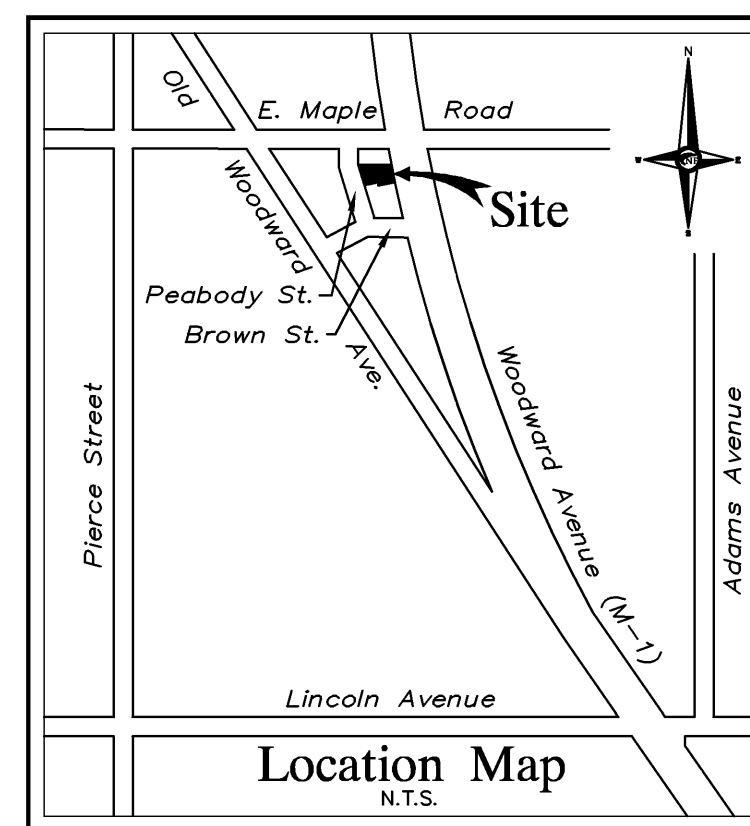 N
Old
E. Maple Road
W
E
NF
S
Woodward
Site
Peabody St.
Brown St.
Ave.
Woodward Avenue (M-1)
Pierce Street
Adams Avenue
Lincoln Avenue
Location Map
N.T.S.